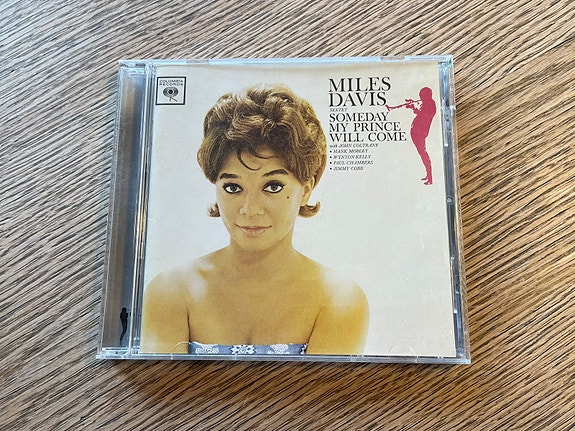 COLUMBIA
RECORDS
MILES
DAVIS
SEXTET
SOMEDAY
MY PRINCE
WILL COME
with JOHN COLTRANE
• HANK MOBLEY
• WYNTON KELLY
• PAUL CHAMBERS
• JIMMY COBB